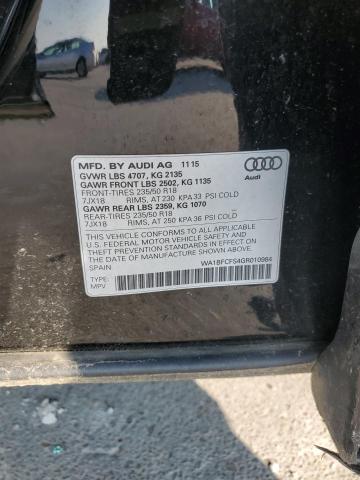 MFD. BY AUDI AG 11 15
GVWR LBS 4707, KG 2135
GAWR FRONT LBS 2502, KG 1135
FRONT-TIRES 235/50 R18
7JX18 RIMS, AT 230 KPA 33 PSI COLD
GAWR REAR LBS 2359, KG 1070
REAR-TIRES 235/50 R18
7JX18 RIMS, AT 250 KPA 36 PSI COLD
Audi
THIS VEHICLE CONFORMS TO ALL APPLICABLE
U.S. FEDERAL MOTOR VEHICLE SAFETY, BUMPER, AND
THEFT PREVENTION STANDARDS IN EFFECT ON THE
DATE OF MANUFACTURE SHOWN ABOVE.
SPAIN WA1BFCFS4GR010984
TYPE:
MPV